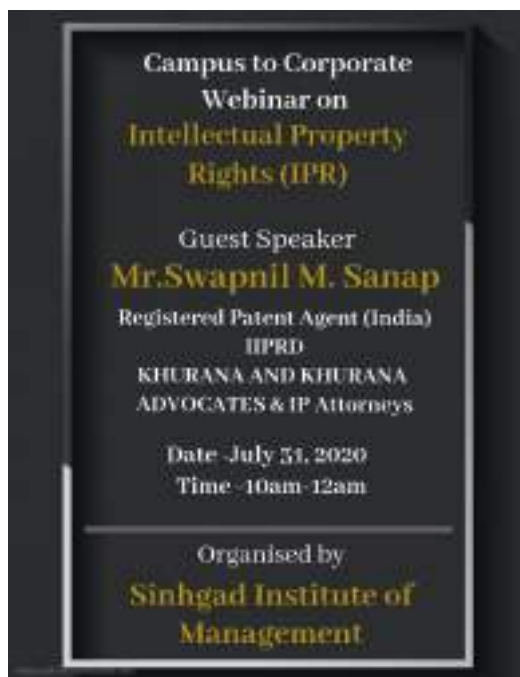 Campus to Corporate
Webinar on
Intellectual Property
Rights (IPR)
Guest Speaker
Mr.Swapnil M. Sanap
Registered Patent Agent (India)
IIPRD
KHURANA AND KHURANA
ADVOCATES & IP Attorneys
Date -July 31, 2020
Time -10am-12am
Organised by
Sinhgad Institute of
Management